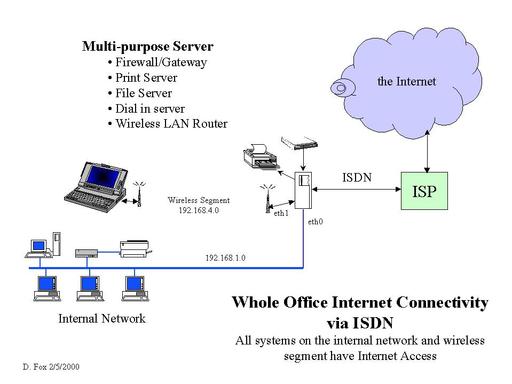 Multi-purpose Server
• Firewall/Gateway
• Print Server
• File Server
• Dial in server
• Wireless LAN Router
the Internet
ISDN
ISP
Wireless Segment
192.168.4.0
eth1
eth0
192.168.1.0
Internal Network
Whole Office Internet Connectivity
via ISDN
All systems on the internal network and wireless
segment have Internet Access
D. Fox 2/5/2000